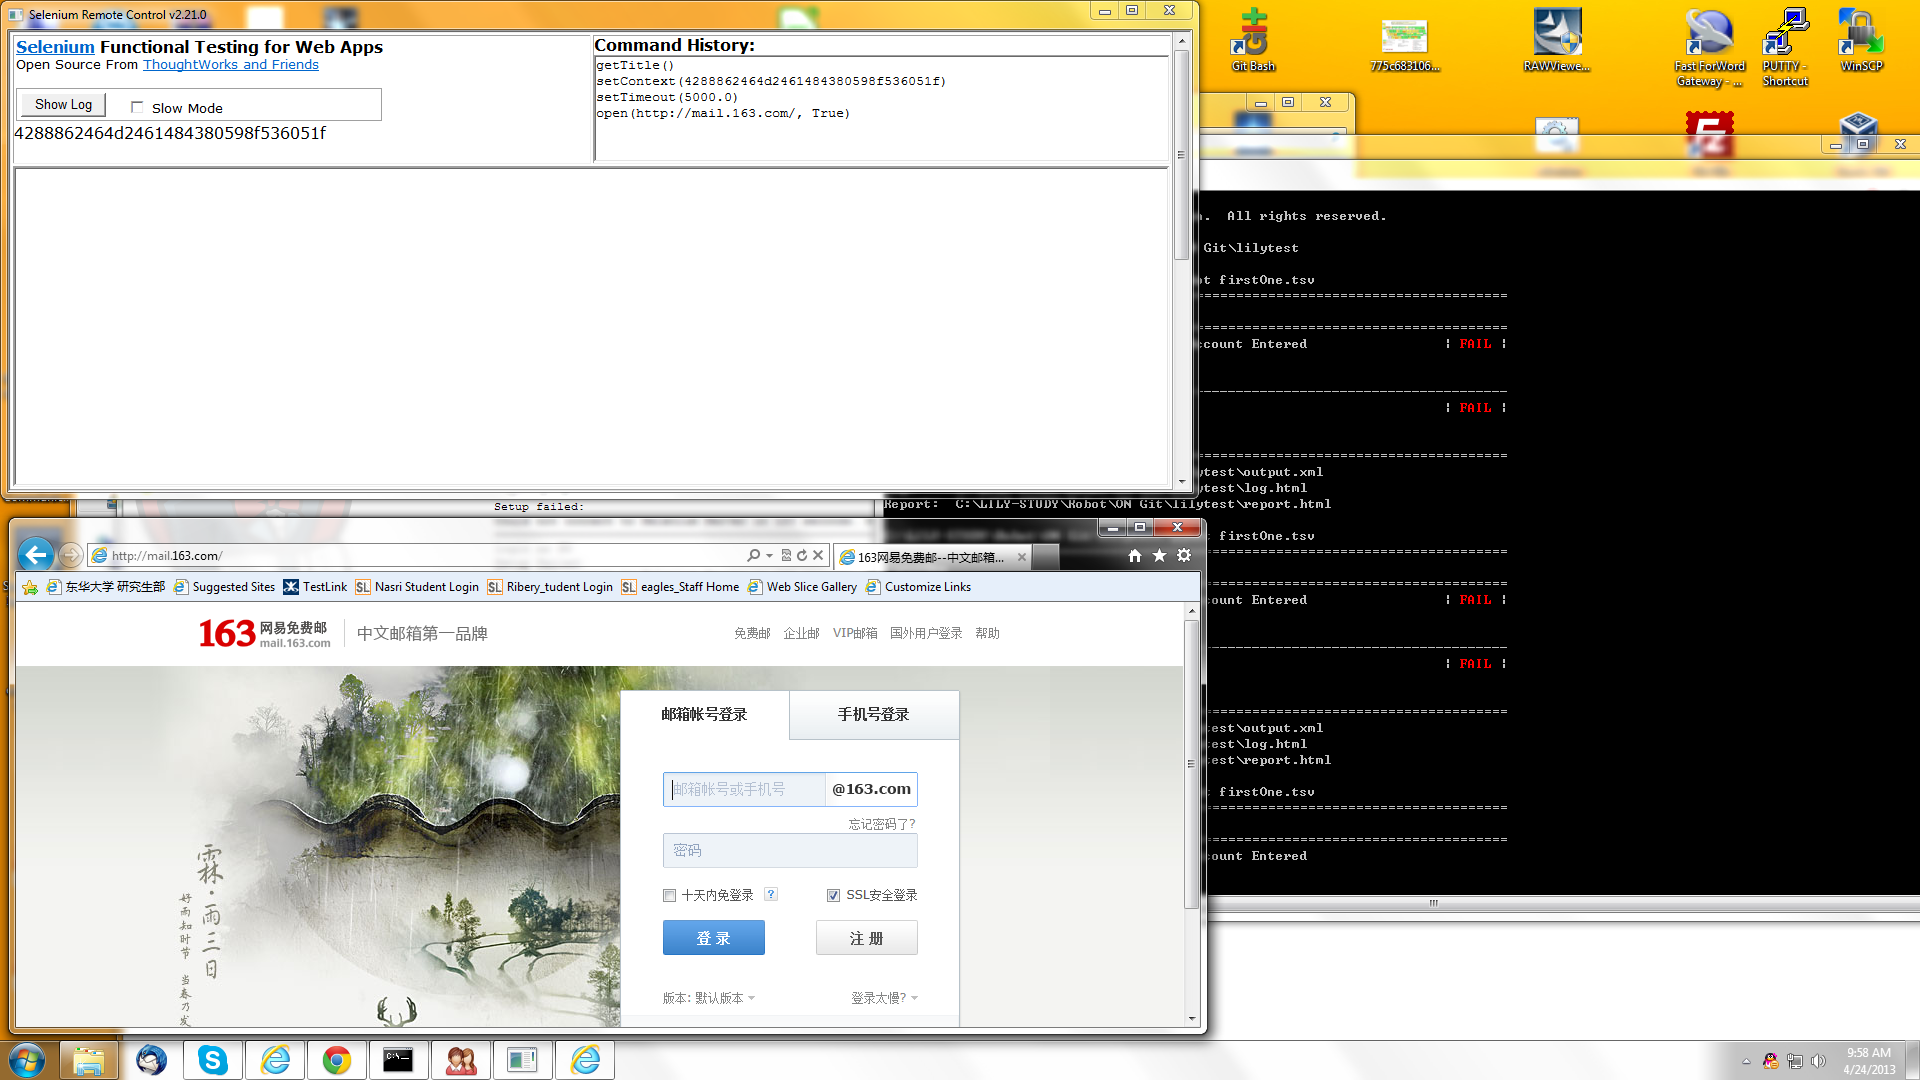 Selenium Remote Control v2.21.0
Selenium Functional Testing for Web Apps
Open Source From ThoughtWorks and Friends
Show Log
Slow Mode
4288862464d2461484380598f536051f
Command History:
getTitle()
setContext(4288862464d2461484380598f536051f)
setTimeout(5000.0)
open(http://mail.163.com/, True)
Git Bash
775c683106...
RAWViewe...
Fast ForWord
Gateway - ...
PUTTY -
Shortcut
WinSCP
All rights reserved.
Git\lilytest
firstOne.tsv
count Entered | FAIL |
| FAIL |
test\output.xml
test\log.html
Report: C:\LILY-STUDY\Robot\ON Git\lilytest\report.html
firstOne.tsv
count Entered | FAIL |
| FAIL |
test\output.xml
test\log.html
test\report.html
firstOne.tsv
count Entered
Setup failed:
http://mail.163.com/
163网易免费邮--中文邮箱...
东华大学 研究生部
Suggested Sites
TestLink
Nasri Student Login
Ribery_tudent Login
eagles_Staff Home
Web Slice Gallery
Customize Links
163 网易免费邮
mail.163.com
中文邮箱第一品牌
免费邮 企业邮 VIP邮箱 国外用户登录 帮助
邮箱帐号登录
手机号登录
邮箱帐号或手机号 @163.com
忘记密码了?
密码
十天内免登录 ?
SSL安全登录
登 录
注 册
版本: 默认版本
登录太慢?
霖·雨三日
好雨知时节 当春乃发
9:58 AM
4/24/2013